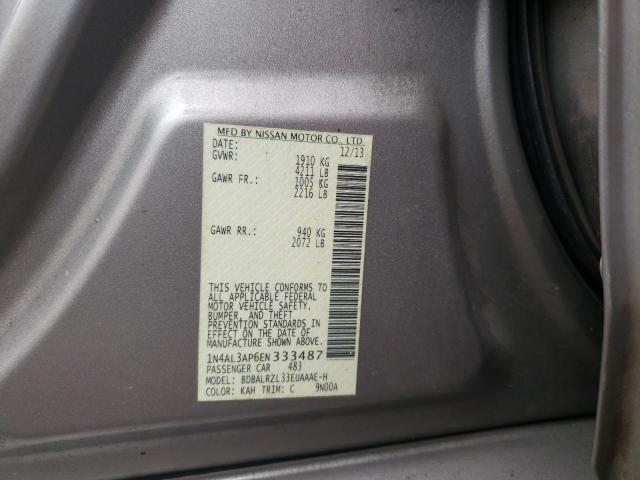 MFD BY NISSAN MOTOR CO., LTD.
DATE: 12/13
GVWR: 1910 KG
4211 LB
GAWR FR.: 1005 KG
2216 LB
GAWR RR.: 940 KG
2072 LB
THIS VEHICLE CONFORMS TO
ALL APPLICABLE FEDERAL
MOTOR VEHICLE SAFETY,
BUMPER, AND THEFT
PREVENTION STANDARDS IN
EFFECT ON THE DATE OF
MANUFACTURE SHOWN ABOVE.
1N4AL3AP6EN333487
PASSENGER CAR 483
MODEL: BDBALRZL33EUAAAE-H
COLOR: KAH TRIM: C 9N00A